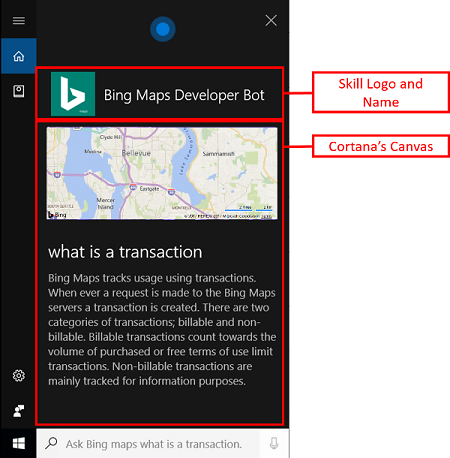 Bing Maps Developer Bot
Skill Logo and
Name
Cortana's Canvas
Clyde Hill
Medina
Bellevue
Sammamish
Eastgate
Mercer
Island
Bing
what is a transaction
Bing Maps tracks usage using transactions.
When ever a request is made to the Bing Maps
servers a transaction is created. There are two
categories of transactions; billable and non-
billable. Billable transactions count towards the
volume of purchased or free terms of use limit
transactions. Non-billable transactions are
mainly tracked for information purposes.
Ask Bing maps what is a transaction.